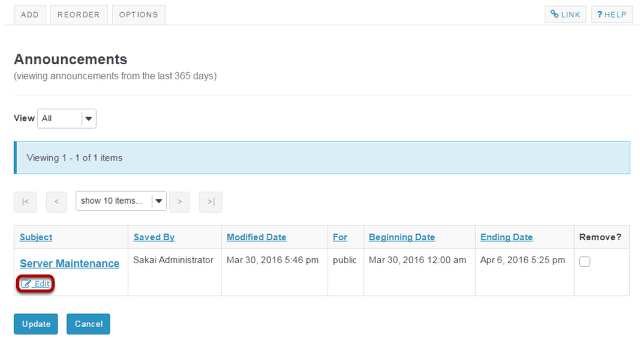 ADD REORDER OPTIONS LINK ? HELP
Announcements
(viewing announcements from the last 365 days)
View All
Viewing 1 - 1 of 1 items
|< < show 10 items... > >|
Subject Saved By Modified Date For Beginning Date Ending Date Remove?
Server Maintenance Sakai Administrator Mar 30, 2016 5:46 pm public Mar 30, 2016 12:00 am Apr 6, 2016 5:25 pm
Edit
Update Cancel